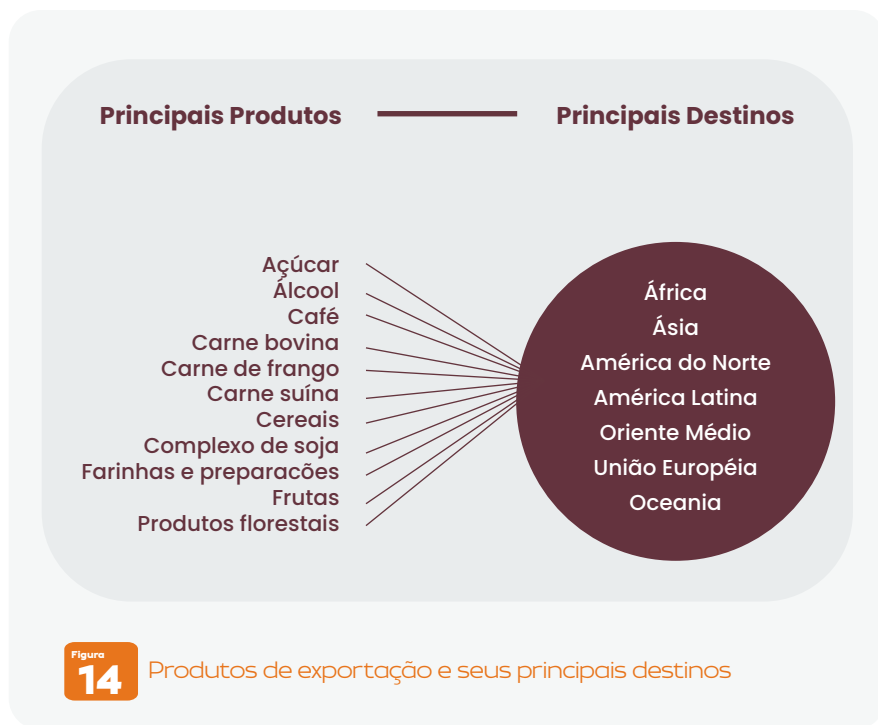 Principais Produtos
Principais Destinos
Açúcar
Álcool
Café
Carne bovina
Carne de frango
Carne suína
Cereais
Complexo de soja
Farinhas e preparacões
Frutas
Produtos florestais
África
Ásia
América do Norte
América Latina
Oriente Médio
União Européia
Oceania
Figura
14
Produtos de exportação e seus principais destinos